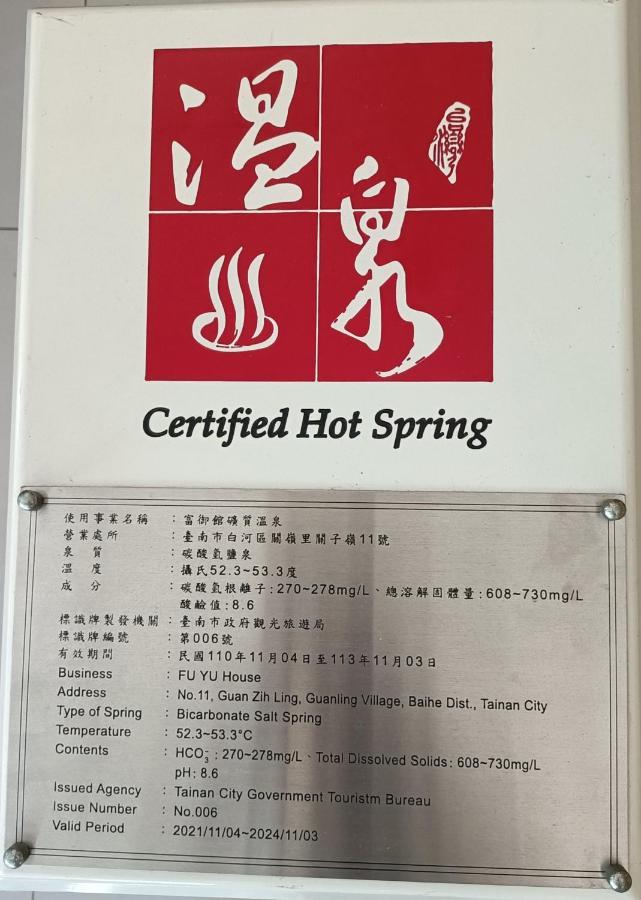 温泉
Certified Hot Spring
使用事業名稱 : 富御館礦質溫泉
營業處所 : 臺南市白河區關嶺里關子嶺11號
泉質 : 碳酸氫鹽泉
溫度 : 攝氏52.3~53.3度
成分 : 碳酸氫根離子:270~278mg/L、總溶解固體量:608~730mg/L
酸鹼值:8.6
標識牌製發機關 : 臺南市政府觀光旅遊局
標識牌編號 : 第006號
有效期間 : 民國110年11月04日至113年11月03日
Business : FU YU House
Address : No.11, Guan Zih Ling, Guanling Village, Baihe Dist., Tainan City
Type of Spring : Bicarbonate Salt Spring
Temperature : 52.3~53.3°C
Contents : HCO₃⁻ : 270~278mg/L、Total Dissolved Solids: 608~730mg/L
pH: 8.6
Issued Agency : Tainan City Government Touristm Bureau
Issue Number : No.006
Valid Period : 2021/11/04~2024/11/03